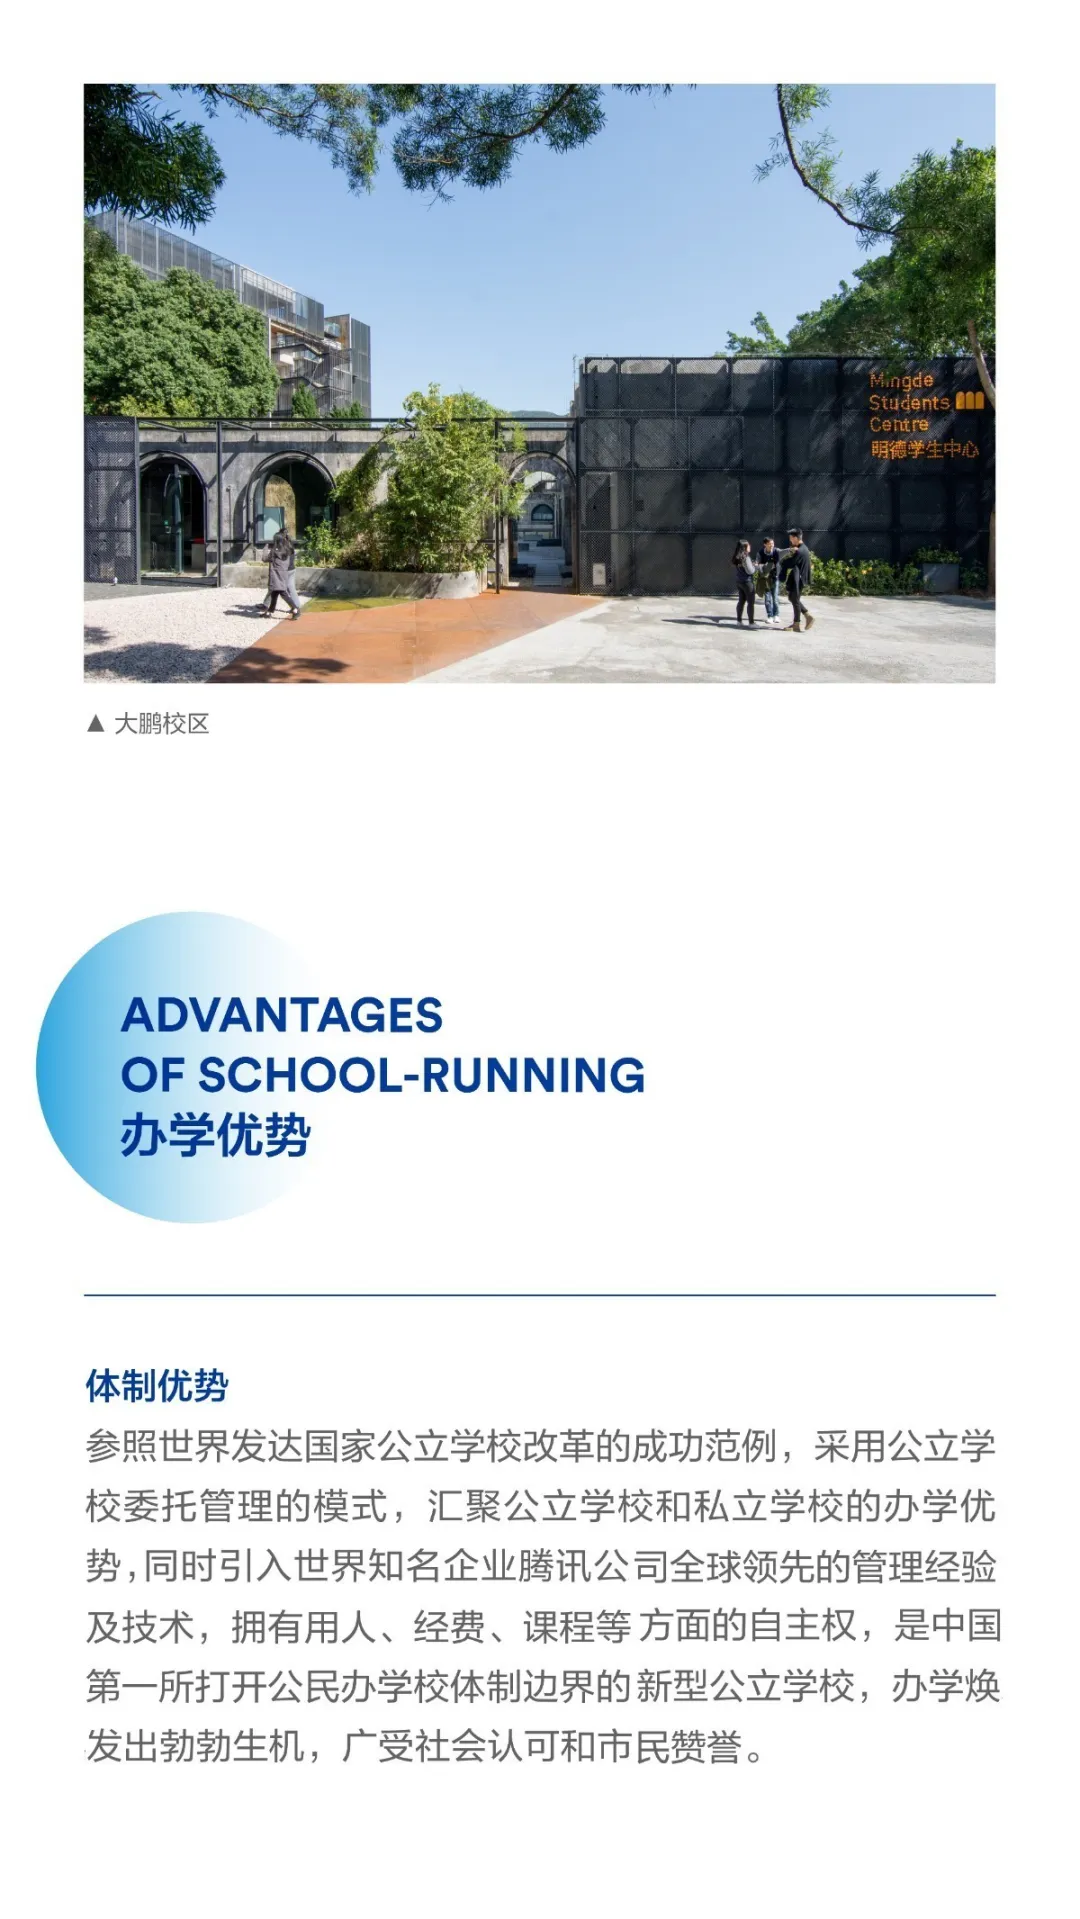 Mingde
Students
Centre
明德学生中心
▲ 大鹏校区
ADVANTAGES
OF SCHOOL-RUNNING
办学优势
体制优势
参照世界发达国家公立学校改革的成功范例，采用公立学
校委托管理的模式，汇聚公立学校和私立学校的办学优
势，同时引入世界知名企业腾讯公司全球领先的管理经验
及技术，拥有用人、经费、课程等方面的自主权，是中国
第一所打开公民办学校体制边界的新型公立学校，办学焕
发出勃勃生机，广受社会认可和市民赞誉。